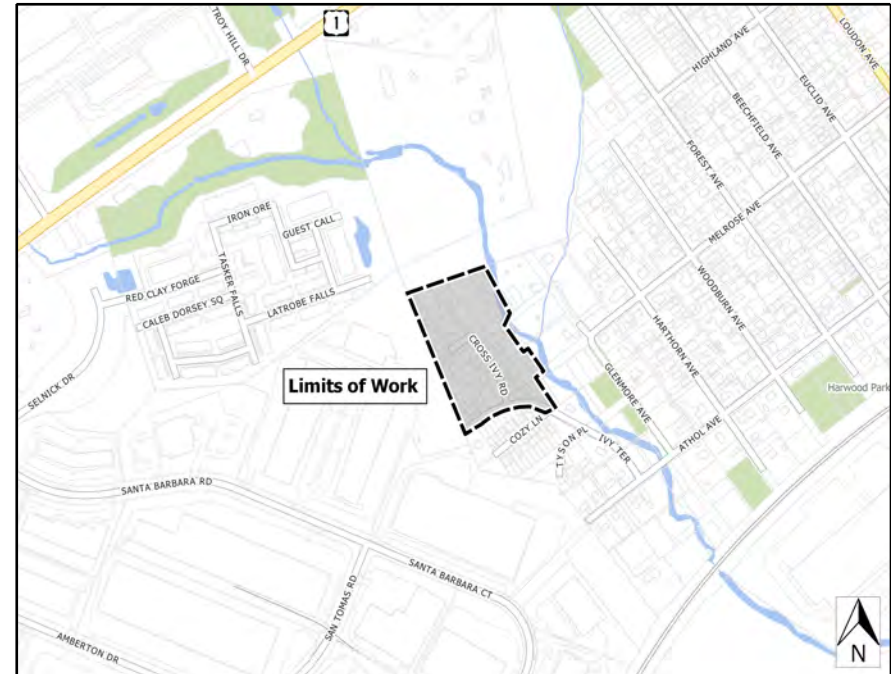 TROY HILL DR
1
HIGHLAND AVE
LOUDON AVE
EUCLID AVE
BEECHFIELD AVE
FOREST AVE
MELROSE AVE
IRON ORE
GUEST CALL
TASKER FALLS
RED CLAY FORGE
LATROBE FALLS
CALEB DORSEY SQ
WOODBURN AVE
HARTHORN AVE
SELNICK DR
Limits of Work
CROSS IVY RD
GLENMORE AVE
Harwood Park
COZY LN
TYSON PL
IVY TER
ATHOL AVE
SANTA BARBARA RD
SANTA BARBARA CT
SAN TOMAS RD
AMBERTON DR
N